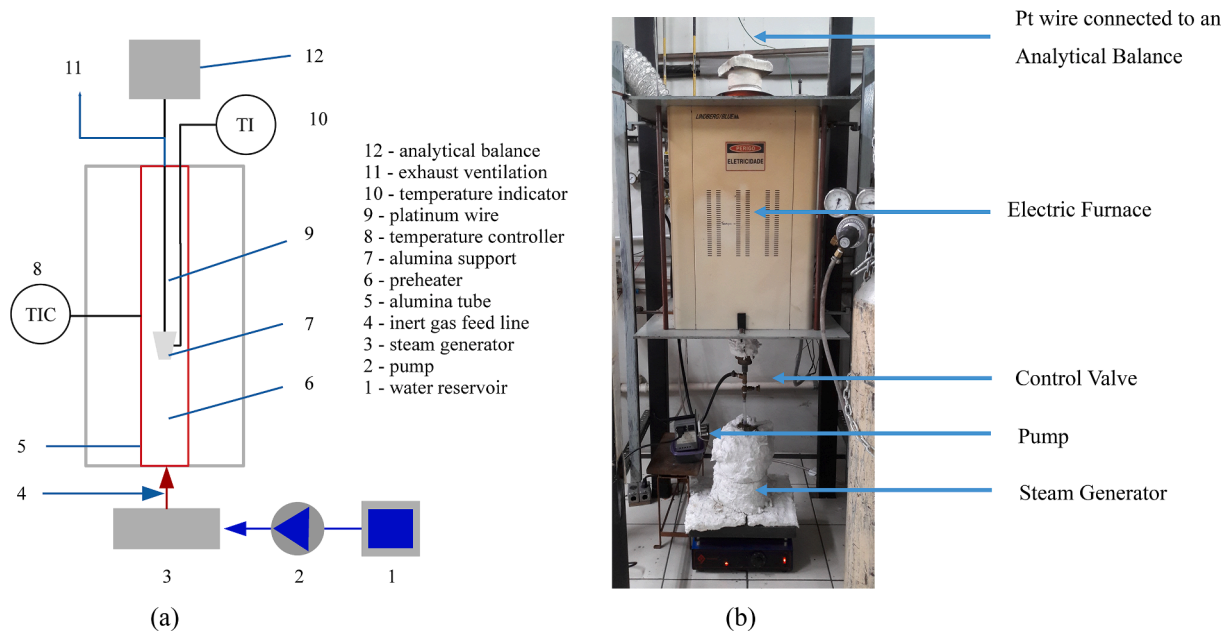 11
12
TI
10
12 - analytical balance
11 - exhaust ventilation
10 - temperature indicator
9 - platinum wire
8 - temperature controller
7 - alumina support
6 - preheater
5 - alumina tube
4 - inert gas feed line
3 - steam generator
2 - pump
1 - water reservoir
9
8
TIC
7
6
5
4
3
2
1
(a)
Pt wire connected to an
Analytical Balance
LINDBERG/BLUE M
PERIGO
ELETRICIDADE
Electric Furnace
Control Valve
Pump
Steam Generator
(b)